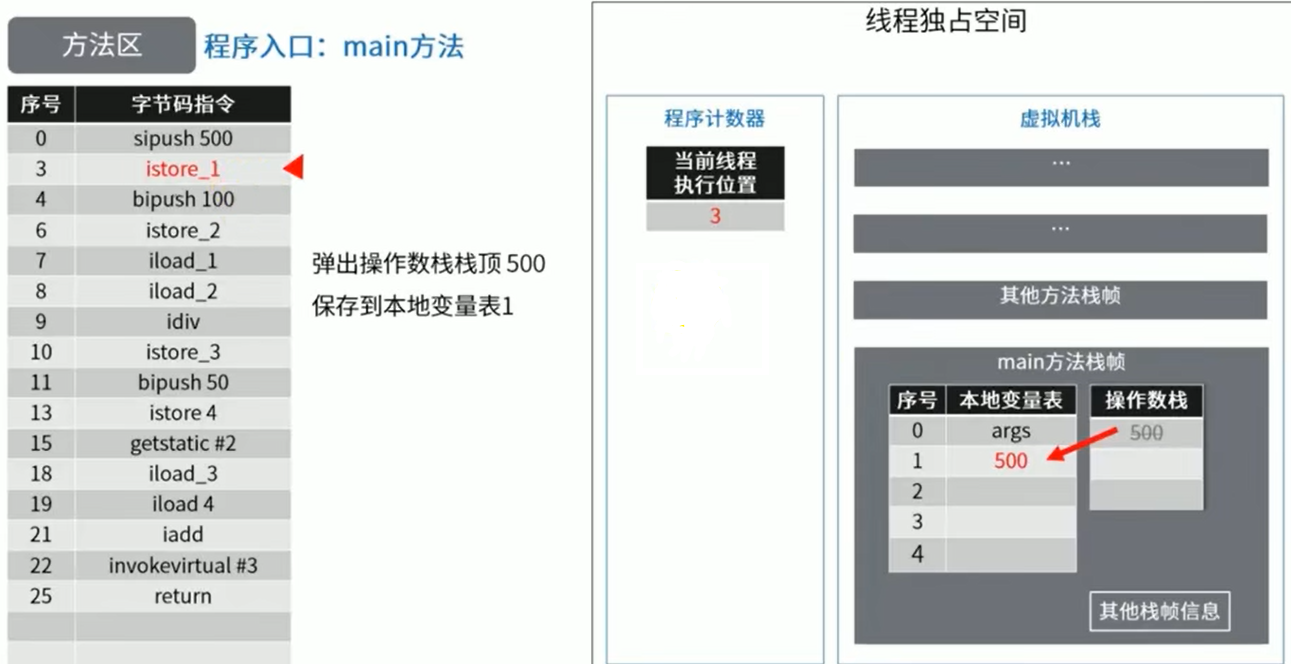 方法区
程序入口：main方法
序号 字节码指令
0 sipush 500
3 istore_1
4 bipush 100
6 istore_2
7 iload_1
8 iload_2
9 idiv
10 istore_3
11 bipush 50
13 istore 4
15 getstatic #2
18 iload_3
19 iload 4
21 iadd
22 invokevirtual #3
25 return
弹出操作数栈栈顶 500
保存到本地变量表1
线程独占空间
程序计数器
当前线程
执行位置
3
虚拟机栈
...
...
其他方法栈帧
main方法栈帧
序号 本地变量表
0 args
1 500
2
3
4
操作数栈
500
其他栈帧信息